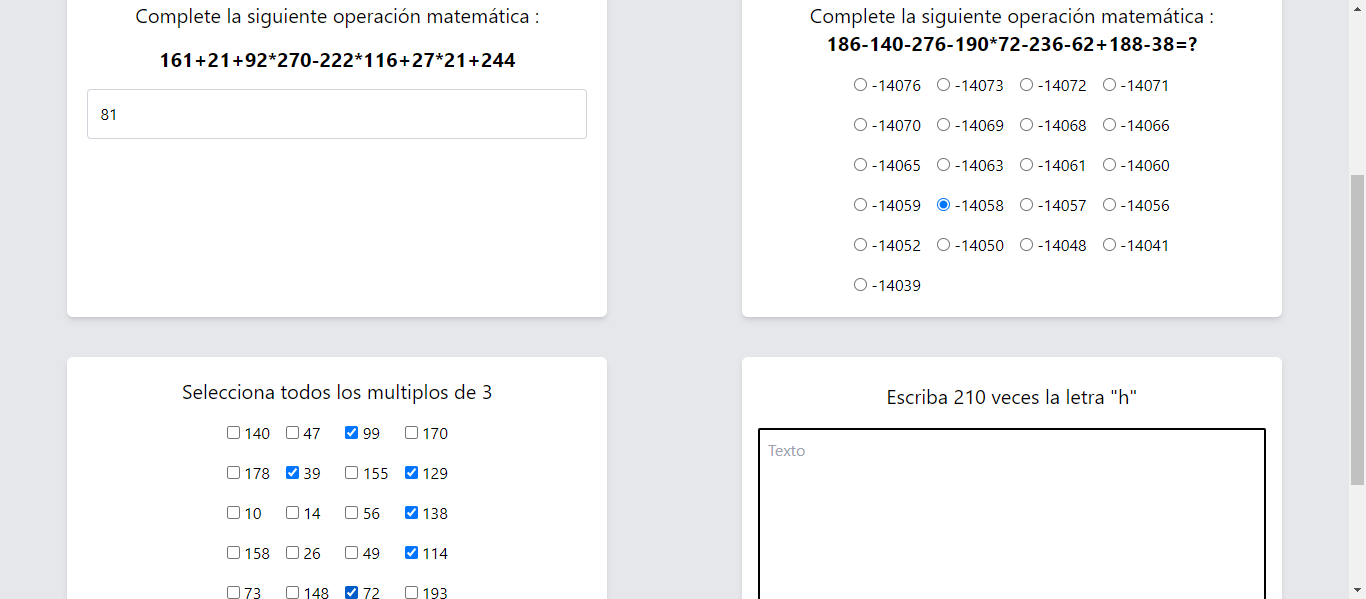 Complete la siguiente operación matemática :
161+21+92*270-222*116+27*21+244
81
Complete la siguiente operación matemática :
186-140-276-190*72-236-62+188-38=?
-14076 -14073 -14072 -14071
-14070 -14069 -14068 -14066
-14065 -14063 -14061 -14060
-14059 -14058 -14057 -14056
-14052 -14050 -14048 -14041
-14039
Selecciona todos los multiplos de 3
140 47 99 170
178 39 155 129
10 14 56 138
158 26 49 114
73 148 72 193
Escriba 210 veces la letra "h"
Texto